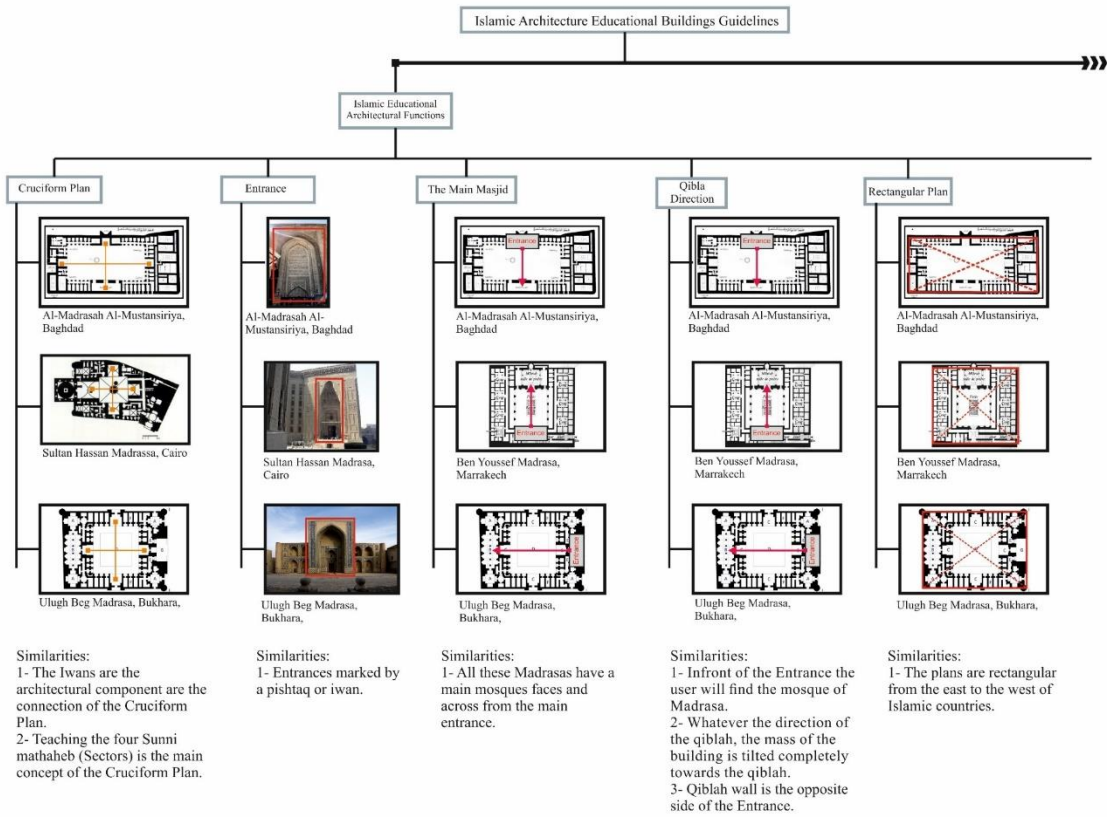 Islamic Architecture Educational Buildings Guidelines
Islamic Educational
Architectural Functions
Cruciform Plan
Al-Madrasah Al-Mustansiriya,
Baghdad
Sultan Hassan Madrassa, Cairo
Ulugh Beg Madrasa, Bukhara,
Similarities:
1- The Iwans are the
architectural component are the
connection of the Cruciform
Plan.
2- Teaching the four Sunni
mathaheb (Sectors) is the main
concept of the Cruciform Plan.
Entrance
Al-Madrasah Al-
Mustansiriya, Baghdad
Sultan Hassan Madrasa,
Cairo
Ulugh Beg Madrasa,
Bukhara,
Similarities:
1- Entrances marked by
a pishtaq or iwan.
The Main Masjid
Entrance
Al-Madrasah Al-Mustansiriya,
Baghdad
Entrance
Ben Youssef Madrasa,
Marrakech
Entrance
Ulugh Beg Madrasa,
Bukhara,
Similarities:
1- All these Madrasas have a
main mosques faces and
across from the main
entrance.
Qibla
Direction
Entrance
Al-Madrasah Al-Mustansiriya,
Baghdad
Entrance
Ben Youssef Madrasa,
Marrakech
Entrance
Ulugh Beg Madrasa,
Bukhara,
Similarities:
1- Infront of the Entrance the
user will find the mosque of
Madrasa.
2- Whatever the direction of
the qiblah, the mass of the
building is tilted completely
towards the qiblah.
3- Qiblah wall is the opposite
side of the Entrance.
Rectangular Plan
Al-Madrasah Al-Mustansiriya,
Baghdad
Ben Youssef Madrasa,
Marrakech
Ulugh Beg Madrasa, Bukhara,
Similarities:
1- The plans are rectangular
from the east to the west of
Islamic countries.